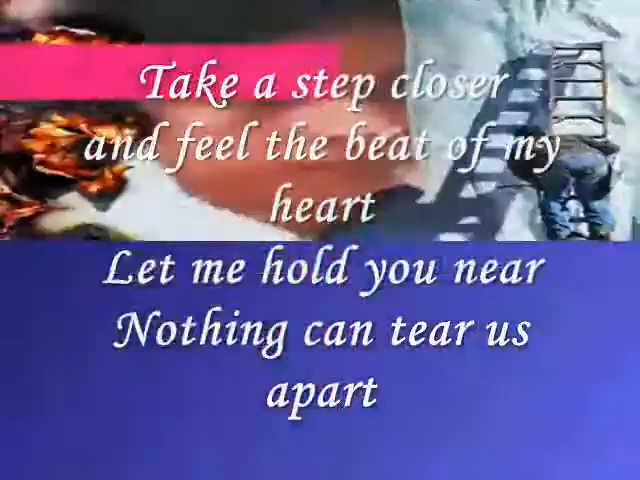 Take a step closer
and feel the beat of my
heart
Let me hold you near
Nothing can tear us
apart